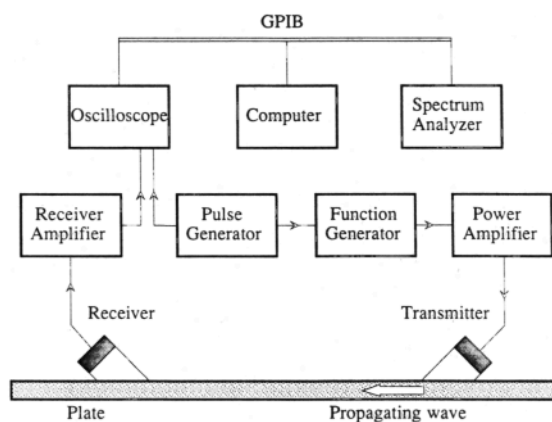 GPIB
Oscilloscope
Computer
Spectrum
Analyzer
Receiver
Amplifier
Pulse
Generator
Function
Generator
Power
Amplifier
Receiver
Transmitter
Plate
Propagating wave